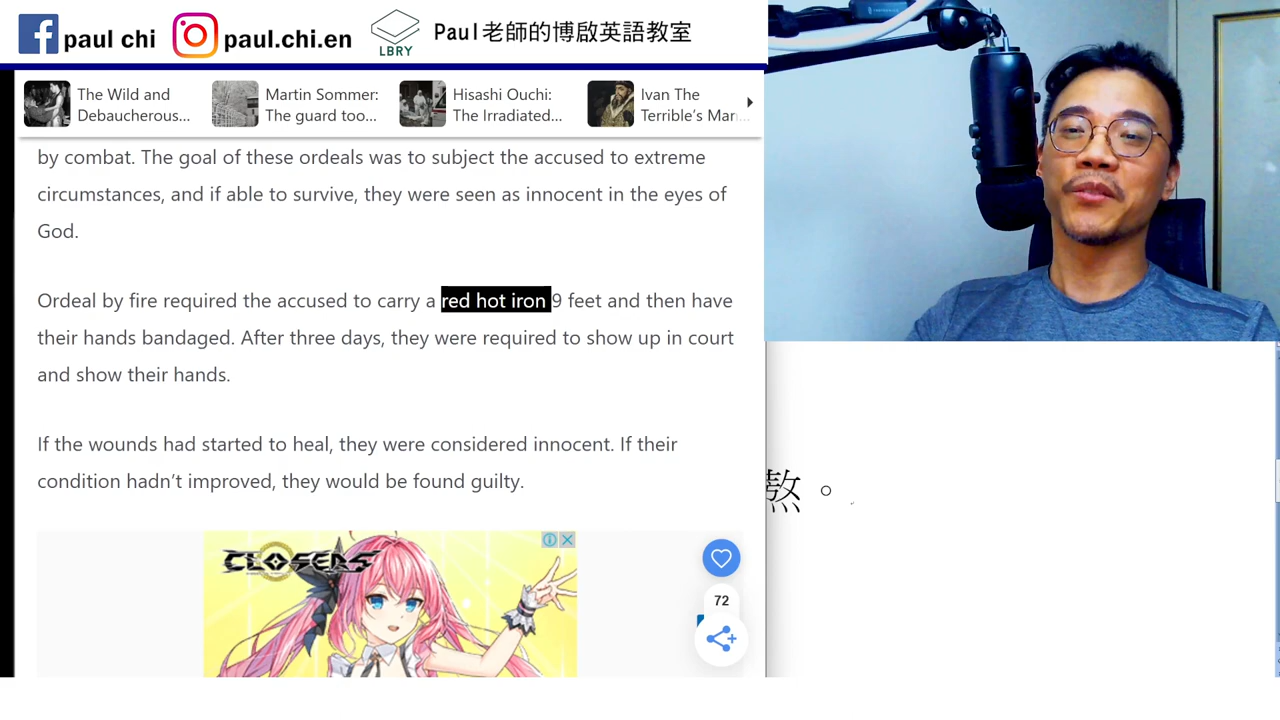 paul chi
paul.chi.en
LBRY
Paul老師的博啟英語教室
The Wild and
Debaucherous...
Martin Sommer:
The guard too...
Hisashi Ouchi:
The Irradiated...
Ivan The
Terrible's Mar...
by combat. The goal of these ordeals was to subject the accused to extreme
circumstances, and if able to survive, they were seen as innocent in the eyes of
God.
Ordeal by fire required the accused to carry a red hot iron 9 feet and then have
their hands bandaged. After three days, they were required to show up in court
and show their hands.
If the wounds had started to heal, they were considered innocent. If their
condition hadn't improved, they would be found guilty.
熬。
CLOSERS
72